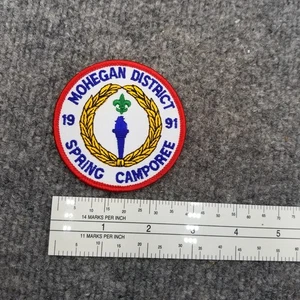 MOHEGAN DISTRICT
19 91
SPRING CAMPOREE
14 MARKS PER INCH
1 2 3 4 5
11 MARKS PER INCH